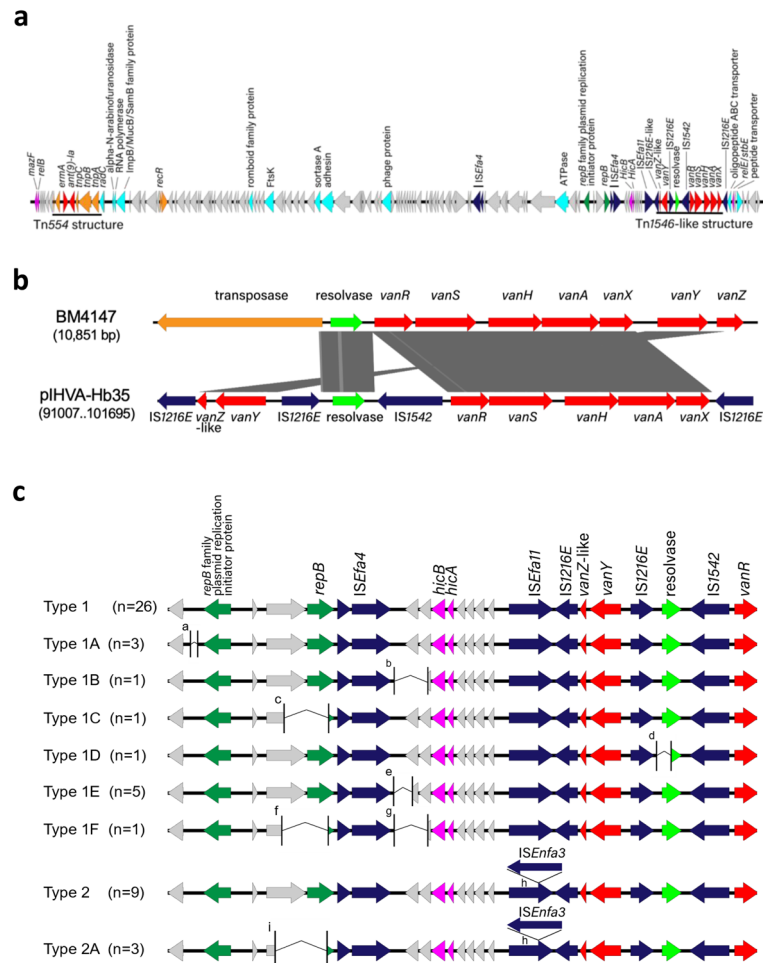 a
mazF
relB
ermA
ant(9)-Ia
tnpC
tnpB
tnpA
radC
alpha-N-arabinofuranosidase
RNA polymerase
ImpB/MucB/SamB family protein
recR
romboid family protein
FtsK
sortase A
adhesin
phage protein
ISEfa4
ATPase
repB family plasmid replication
initiator protein
repB
ISEfa4
HicB
HicA
ISEfa11
IS1216E-like
vanZ-like
vanY
IS1216E
resolvase
IS1542
vanR
vanS
vanH
vanA
vanX
IS1216E
oligopeptide ABC transporter
relE/stbE
peptide transporter
Tn554 structure
Tn1546-like structure
b
transposase resolvase vanR vanS vanH vanA vanX vanY vanZ
BM4147
(10,851 bp)
pIHVA-Hb35
(91007..101695)
IS1216E vanZ vanY IS1216E resolvase IS1542 vanR vanS vanH vanA vanX IS1216E
-like
c
repB family
plasmid replication
initiator protein
repB
ISEfa4
hicB
hicA
ISEfa11
IS1216E
vanZ-like
vanY
IS1216E
resolvase
IS1542
vanR
Type 1 (n=26)
a
Type 1A (n=3)
b
Type 1B (n=1)
c
Type 1C (n=1)
d
Type 1D (n=1)
e
Type 1E (n=5)
f g
Type 1F (n=1)
ISEnfa3
h
Type 2 (n=9)
ISEnfa3
i h
Type 2A (n=3)